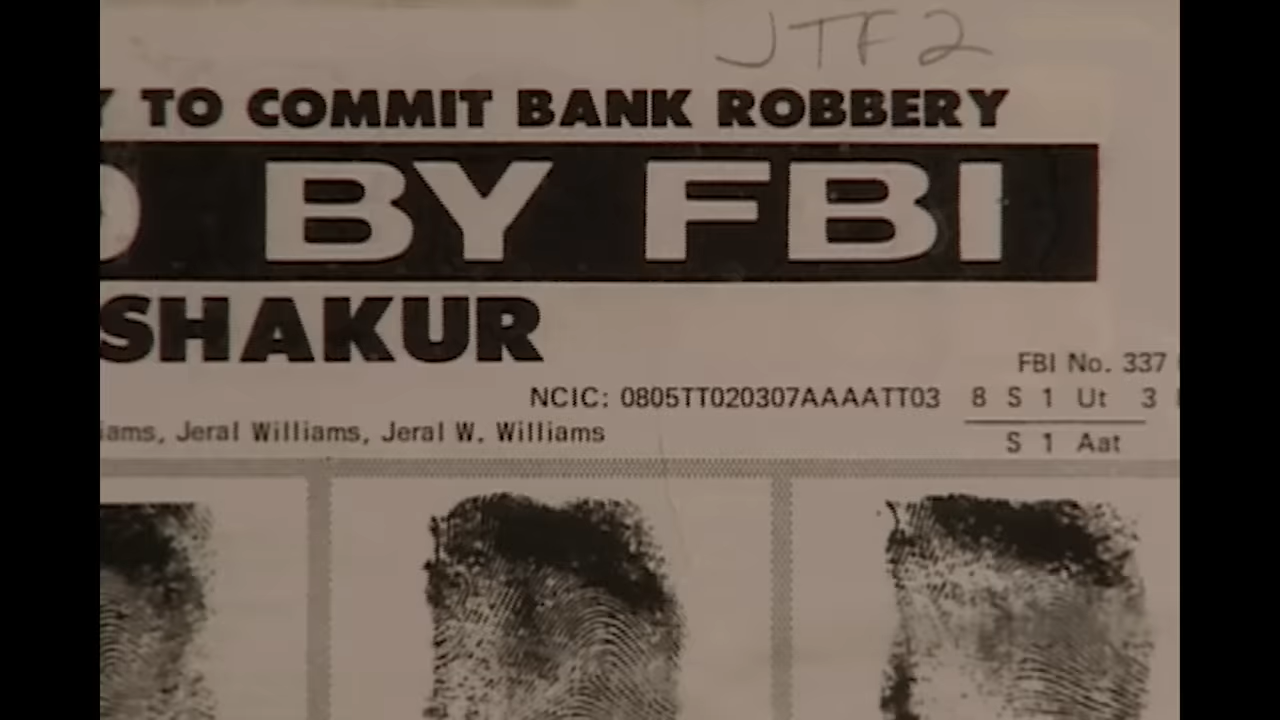 JTF2
Y TO COMMIT BANK ROBBERY
D BY FBI
SHAKUR
FBI No. 337
NCIC: 0805TT020307AAAATT03 8 S 1 Ut 3
S 1 Aat
iams, Jeral Williams, Jeral W. Williams